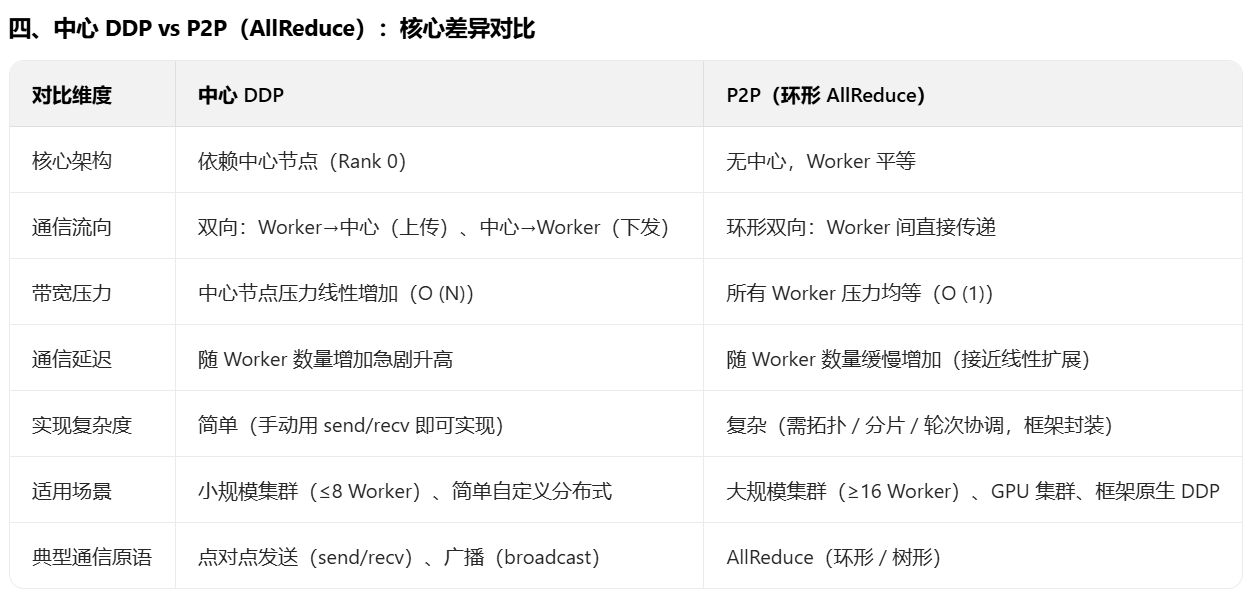 四、中心 DDP vs P2P（AllReduce）：核心差异对比
对比维度 中心 DDP P2P（环形 AllReduce）
核心架构 依赖中心节点（Rank 0） 无中心，Worker 平等
通信流向 双向：Worker→中心（上传）、中心→Worker（下发） 环形双向：Worker 间直接传递
带宽压力 中心节点压力线性增加（O (N)） 所有 Worker 压力均等（O (1)）
通信延迟 随 Worker 数量增加急剧升高 随 Worker 数量缓慢增加（接近线性扩展）
实现复杂度 简单（手动用 send/recv 即可实现） 复杂（需拓扑 / 分片 / 轮次协调，框架封装）
适用场景 小规模集群（≤8 Worker）、简单自定义分布式 大规模集群（≥16 Worker）、GPU 集群、框架原生 DDP
典型通信原语 点对点发送（send/recv）、广播（broadcast） AllReduce（环形 / 树形）